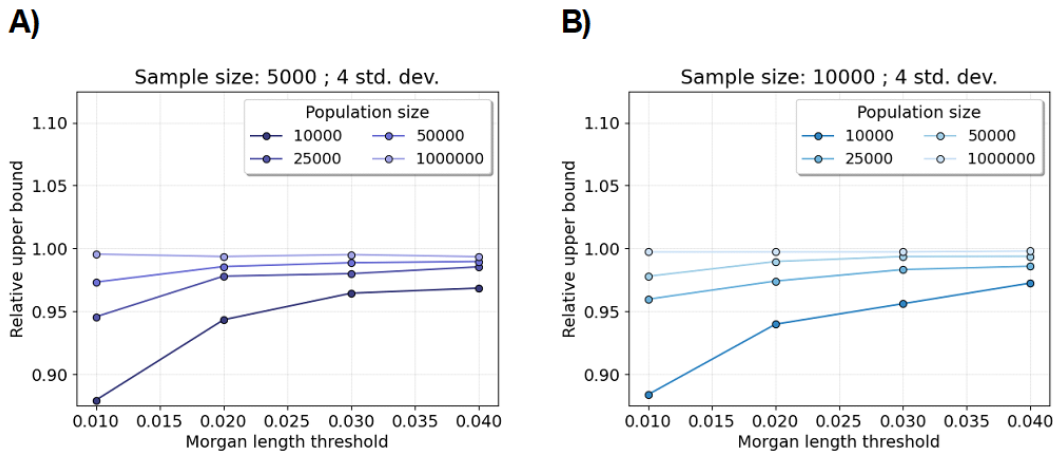 A)
Sample size: 5000 ; 4 std. dev.
Population size
10000 50000
25000 1000000
Relative upper bound
1.10
1.05
1.00
0.95
0.90
0.010 0.015 0.020 0.025 0.030 0.035 0.040
Morgan length threshold
B)
Sample size: 10000 ; 4 std. dev.
Population size
10000 50000
25000 1000000
Relative upper bound
1.10
1.05
1.00
0.95
0.90
0.010 0.015 0.020 0.025 0.030 0.035 0.040
Morgan length threshold